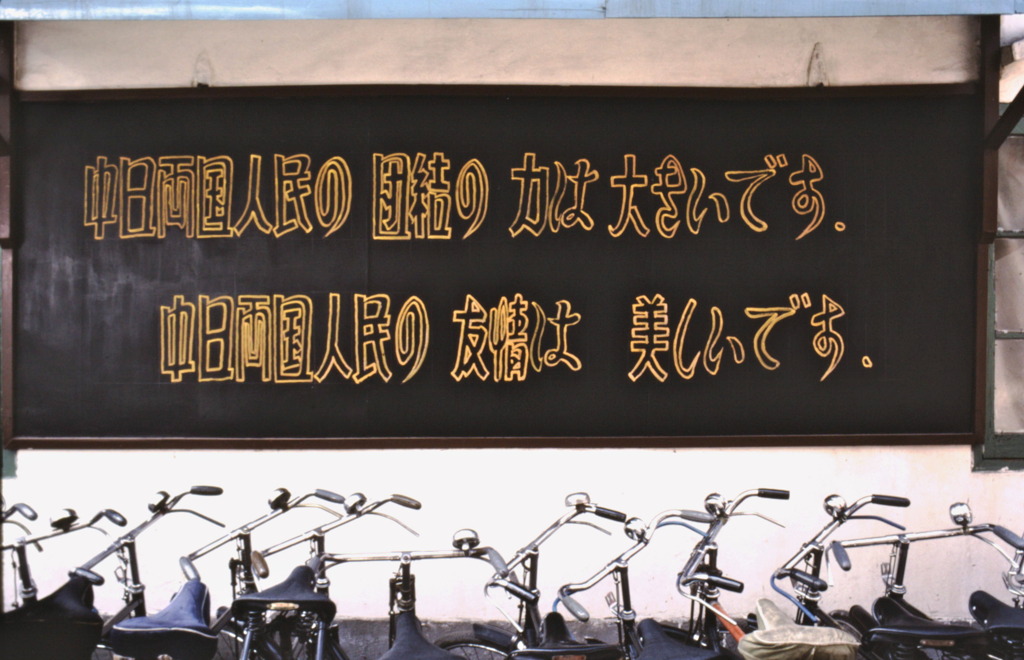 中日両国人民の 団結の 力は 大きいです.
中日両国人民の 友情は 美しいです.